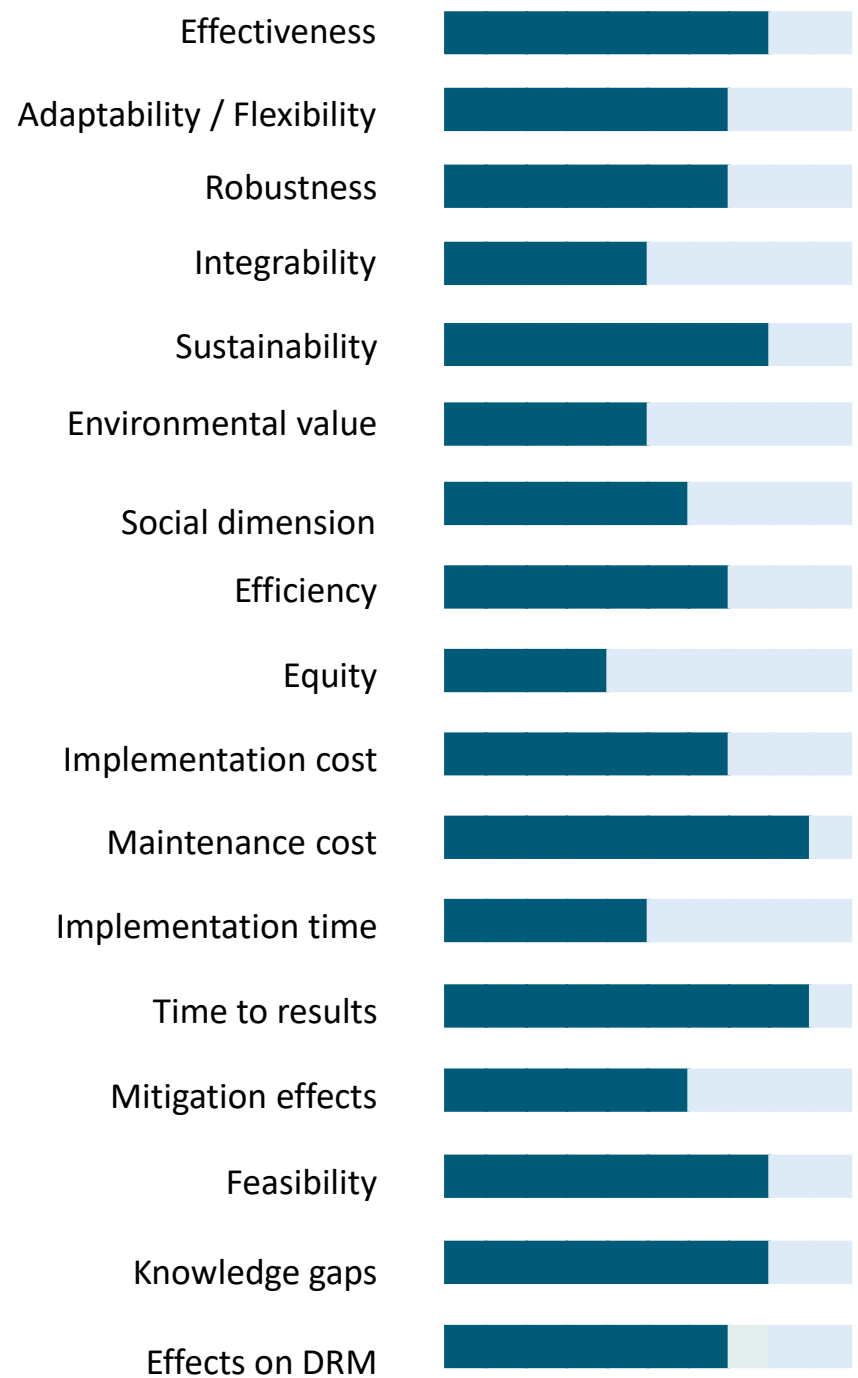 Effectiveness
Adaptability / Flexibility
Robustness
Integrability
Sustainability
Environmental value
Social dimension
Efficiency
Equity
Implementation cost
Maintenance cost
Implementation time
Time to results
Mitigation effects
Feasibility
Knowledge gaps
Effects on DRM